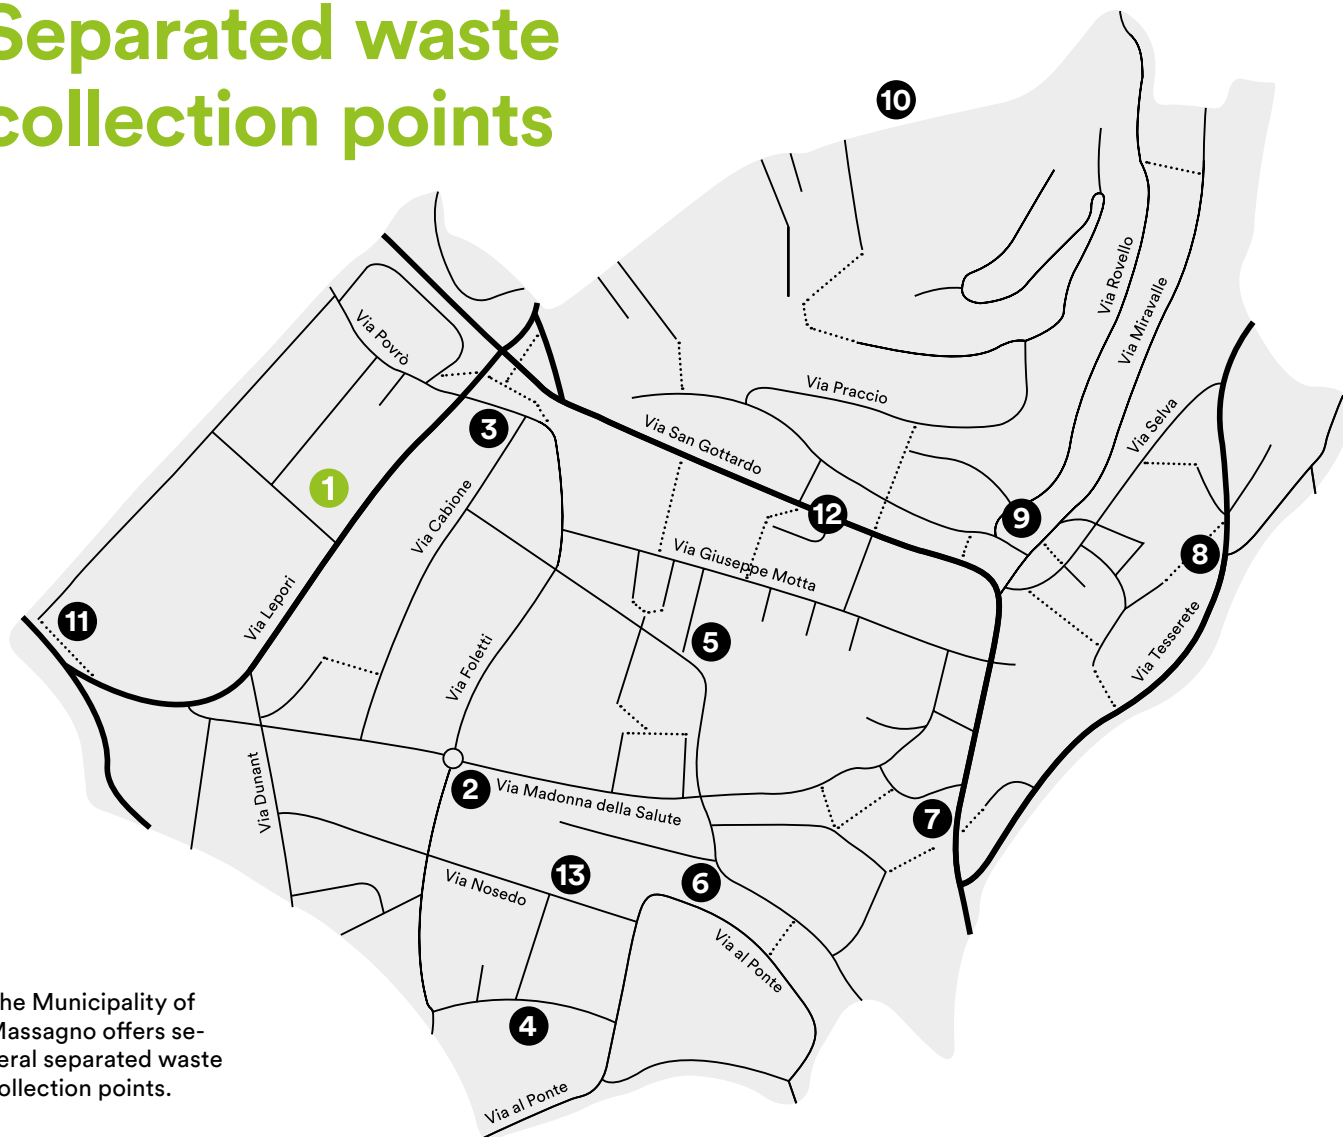 Separated waste
collection points
10
Via Rovello
Via Miravalle
Via Povrò
Via Praccio
3
Via San Gottardo
Via Selva
1
Via Cabione
12
9
8
Via Giuseppe Motta
Via Lepori
11
5
Via Foletti
Via Tesserete
Via Dunant
2
Via Madonna della Salute
7
13
6
Via Nosedo
Via al Ponte
4
Via al Ponte
he Municipality of
Massagno offers se-
eral separated waste
ollection points.